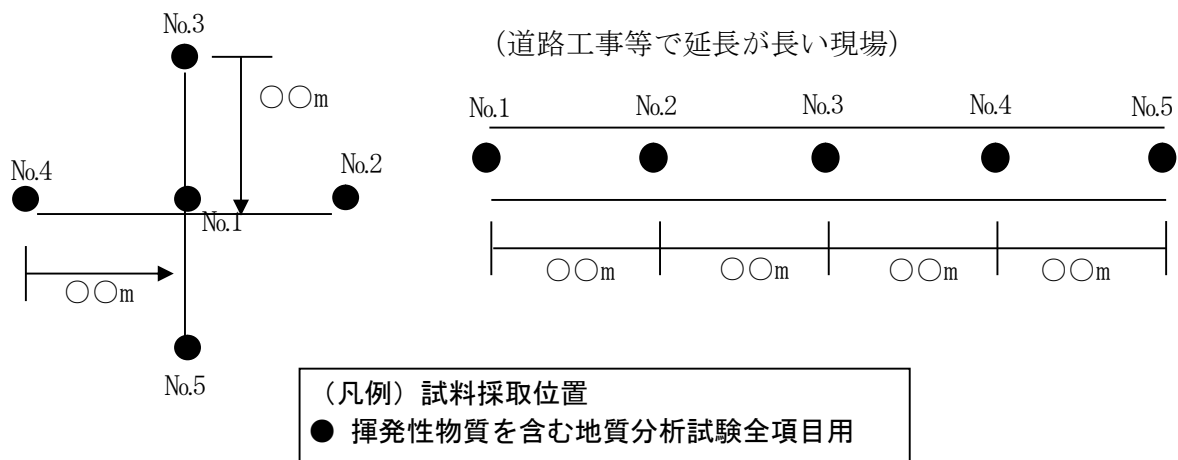 No.3
○○m
No.4
No.2
No.1
○○m
No.5
(道路工事等で延長が長い現場)
No.1 No.2 No.3 No.4 No.5
○○m ○○m ○○m ○○m
(凡例) 試料採取位置
● 揮発性物質を含む地質分析試験全項目用